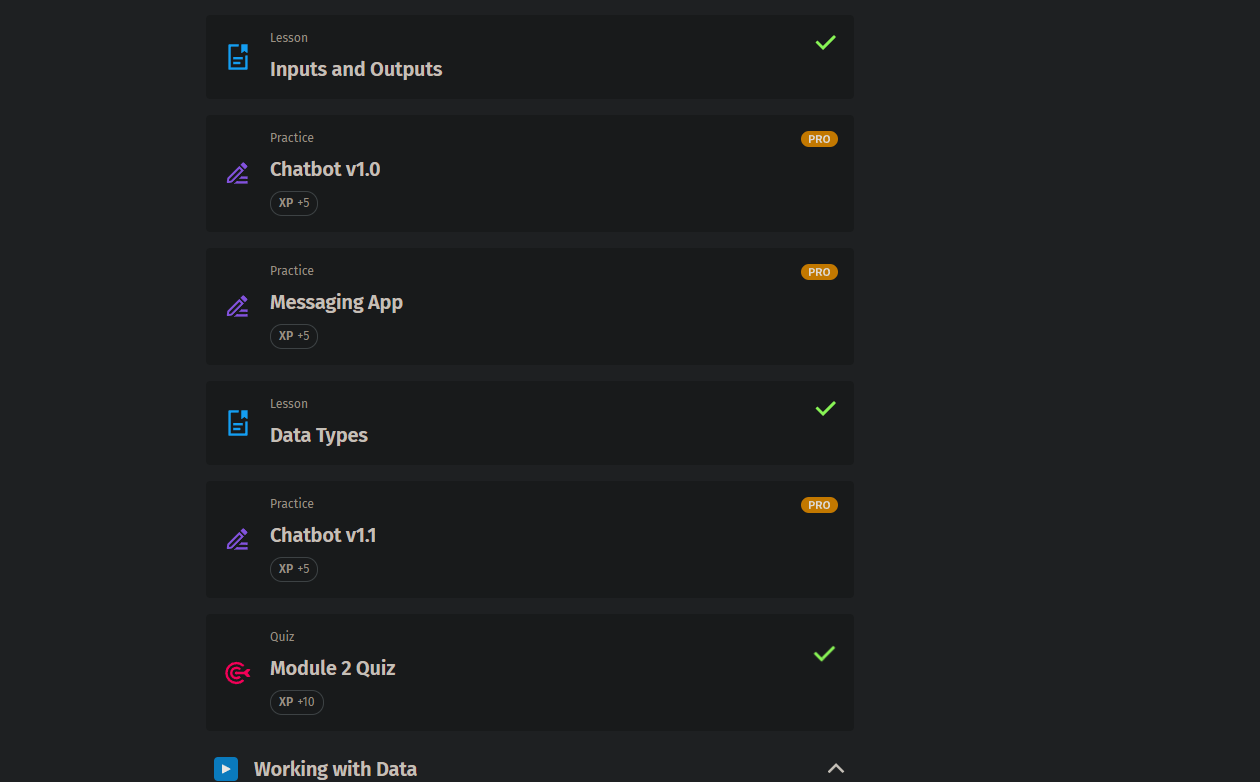 Lesson
Inputs and Outputs
Practice
PRO
Chatbot v1.0
XP +5
Practice
PRO
Messaging App
XP +5
Lesson
Data Types
Practice
PRO
Chatbot v1.1
XP +5
Quiz
Module 2 Quiz
XP +10
Working with Data